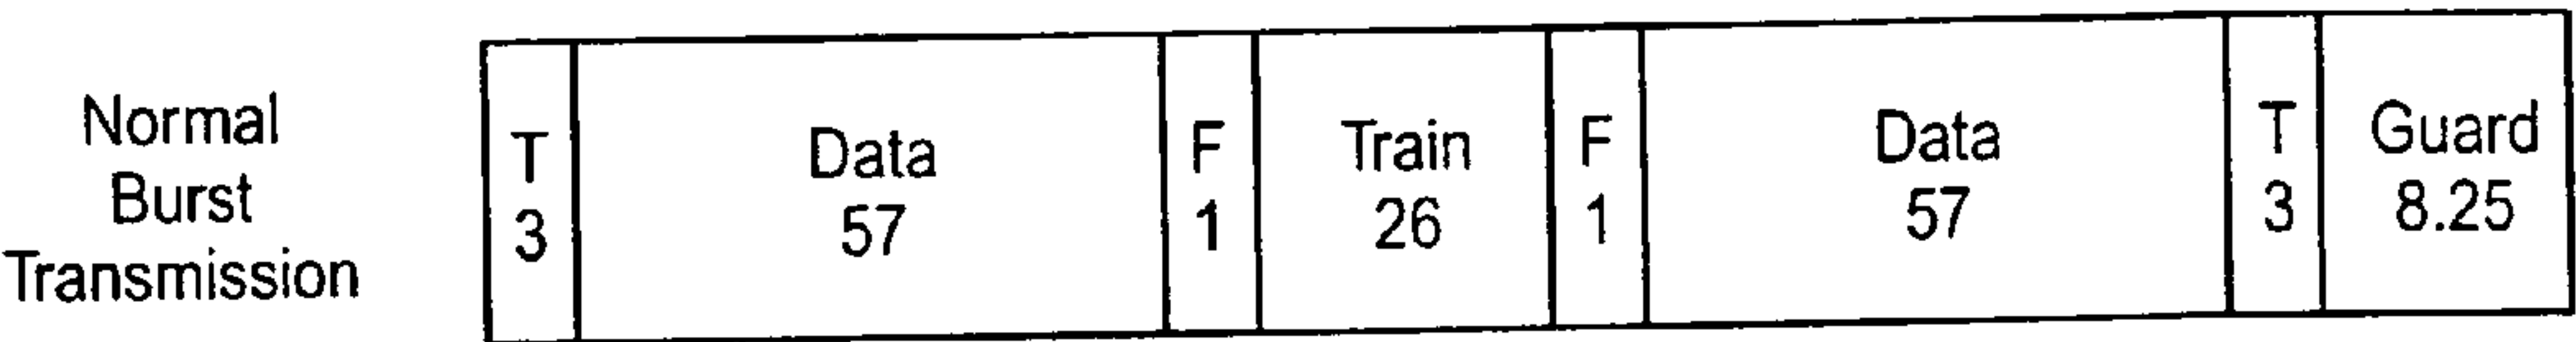 Normal
Burst
Transmission
T
3
Data
57
F
1
Train
26
F
1
Data
57
T
3
Guard
8.25